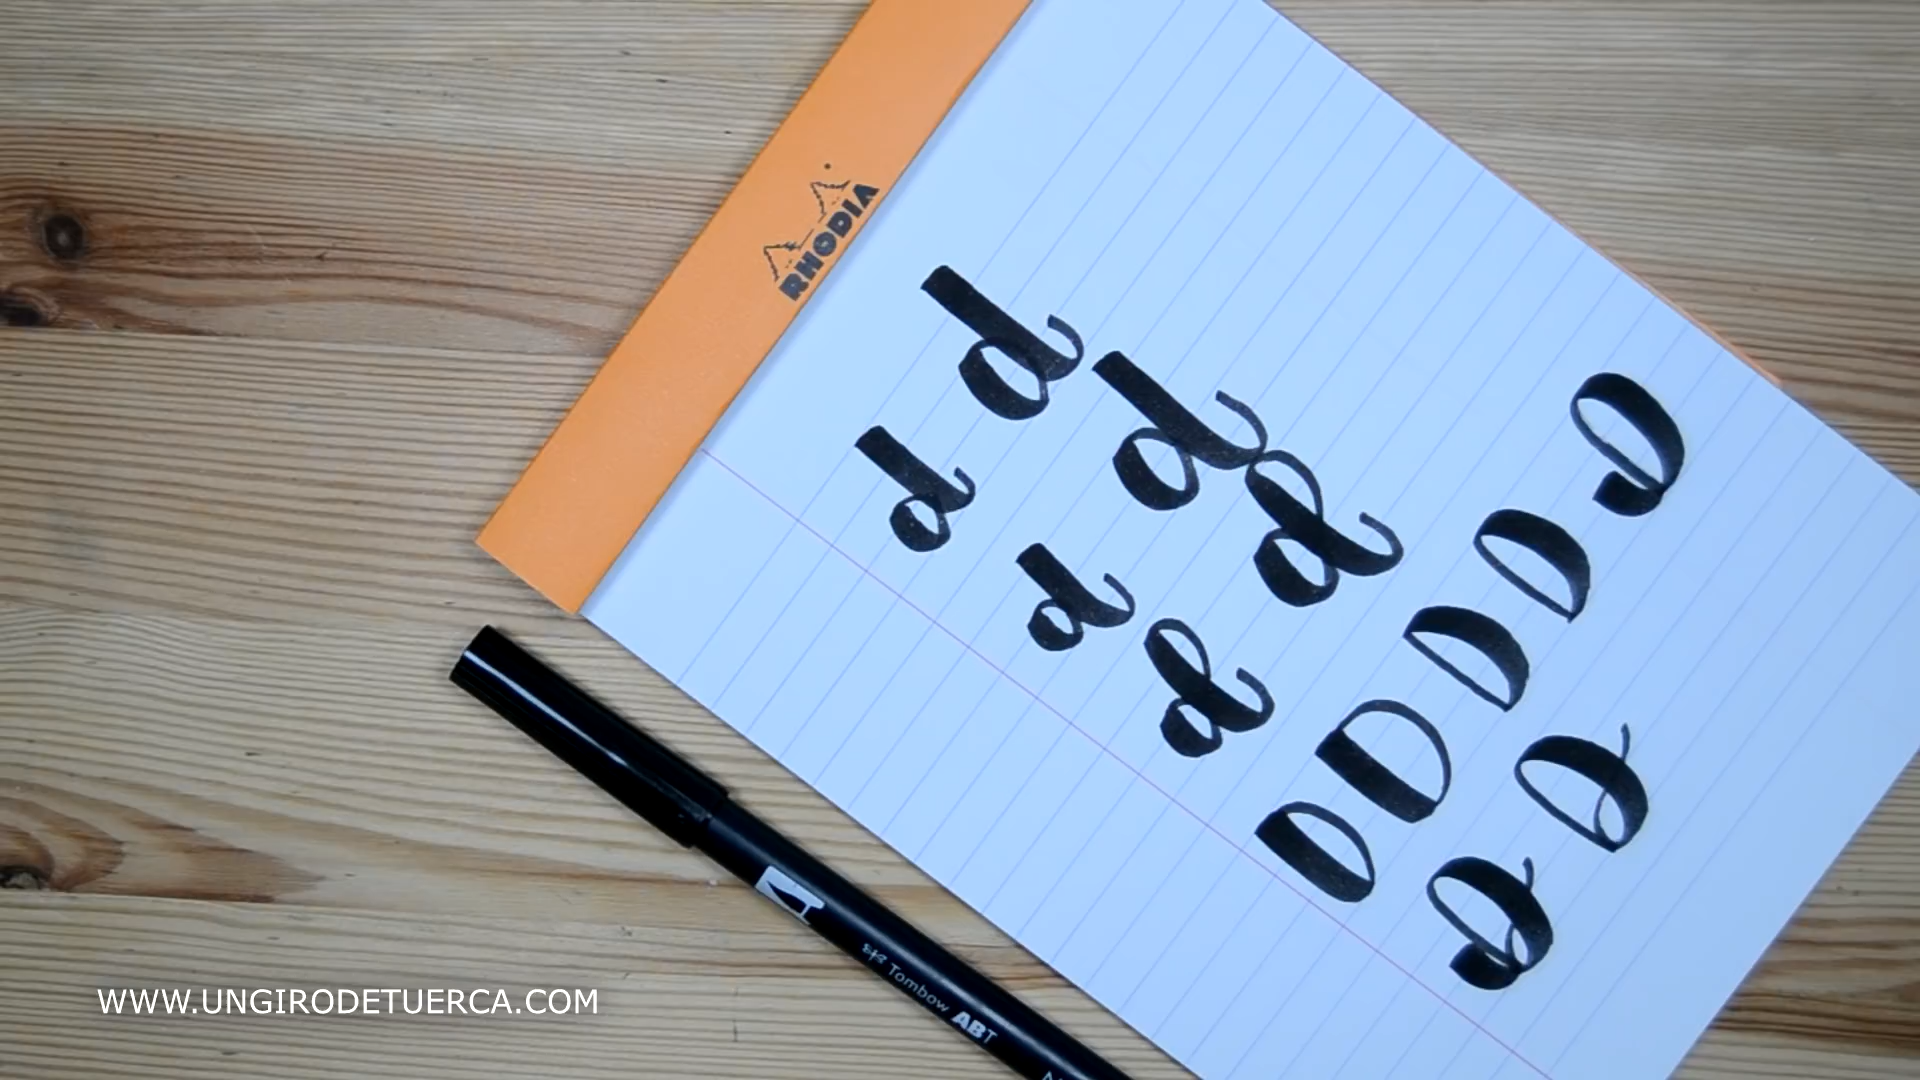 RHODIA
d d
d d
d d
D D D D D
D D
Tombow ABT
WWW.UNGIRODETUERCA.COM